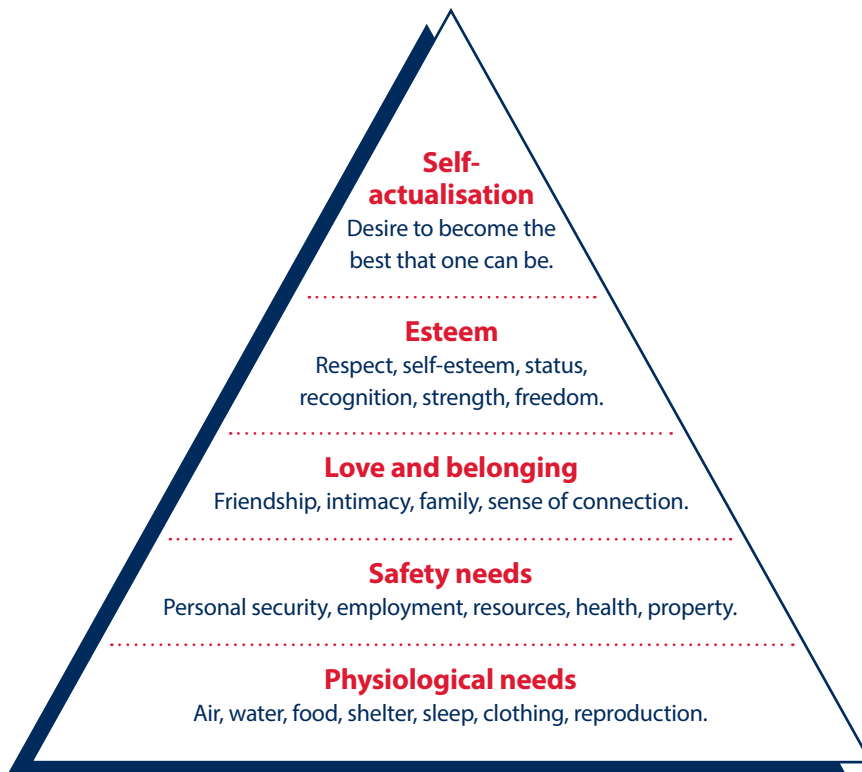 Self-
actualisation
Desire to become the
best that one can be.
Esteem
Respect, self-esteem, status,
recognition, strength, freedom.
Love and belonging
Friendship, intimacy, family, sense of connection.
Safety needs
Personal security, employment, resources, health, property.
Physiological needs
Air, water, food, shelter, sleep, clothing, reproduction.